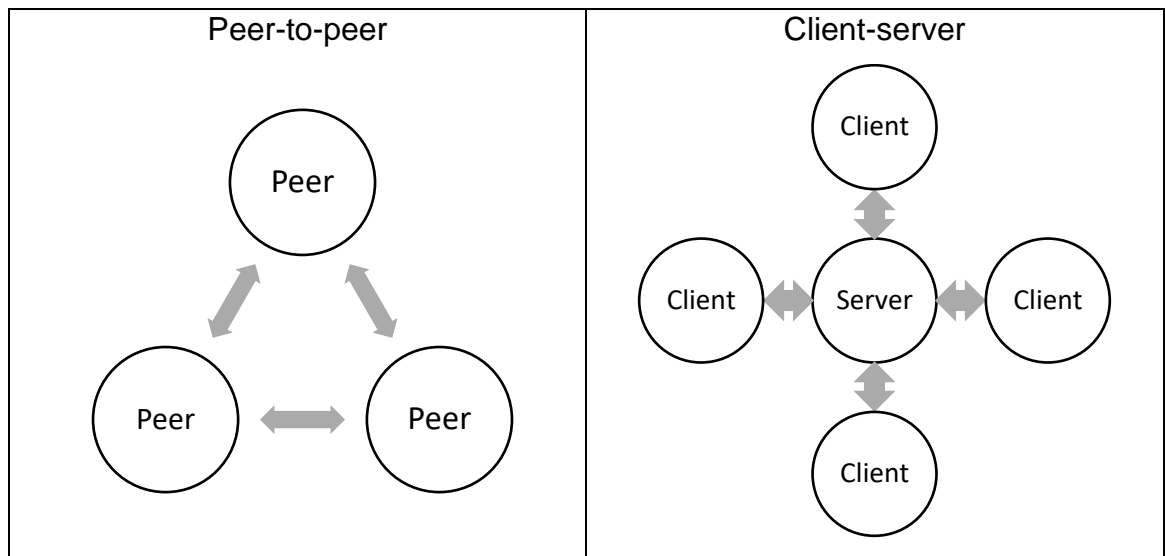 Peer-to-peer
Peer
Peer
Peer
Client-server
Client
Client
Server
Client
Client